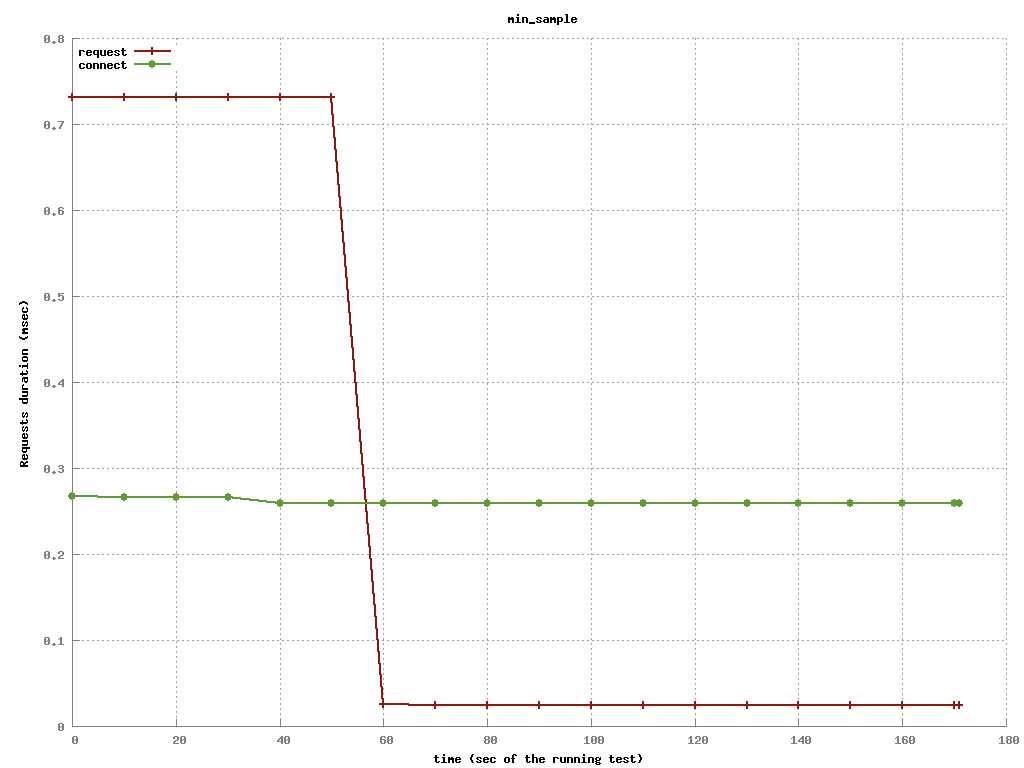 min_sample
request
connect
0.8
0.7
0.6
0.5
0.4
0.3
0.2
0.1
0
Requests duration (msec)
0 20 40 60 80 100 120 140 160 180
time (sec of the running test)